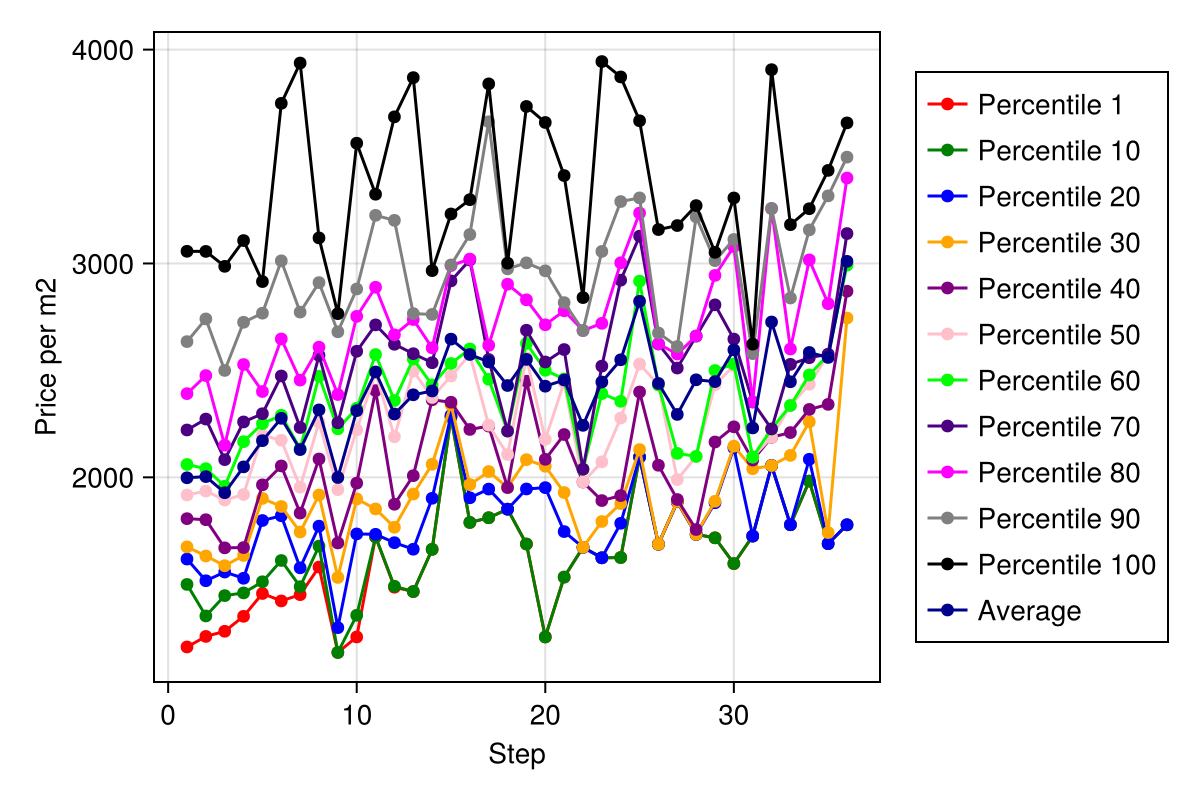 4000
3000
2000
Price per m2
0
10
20
30
Step
Percentile 1
Percentile 10
Percentile 20
Percentile 30
Percentile 40
Percentile 50
Percentile 60
Percentile 70
Percentile 80
Percentile 90
Percentile 100
Average